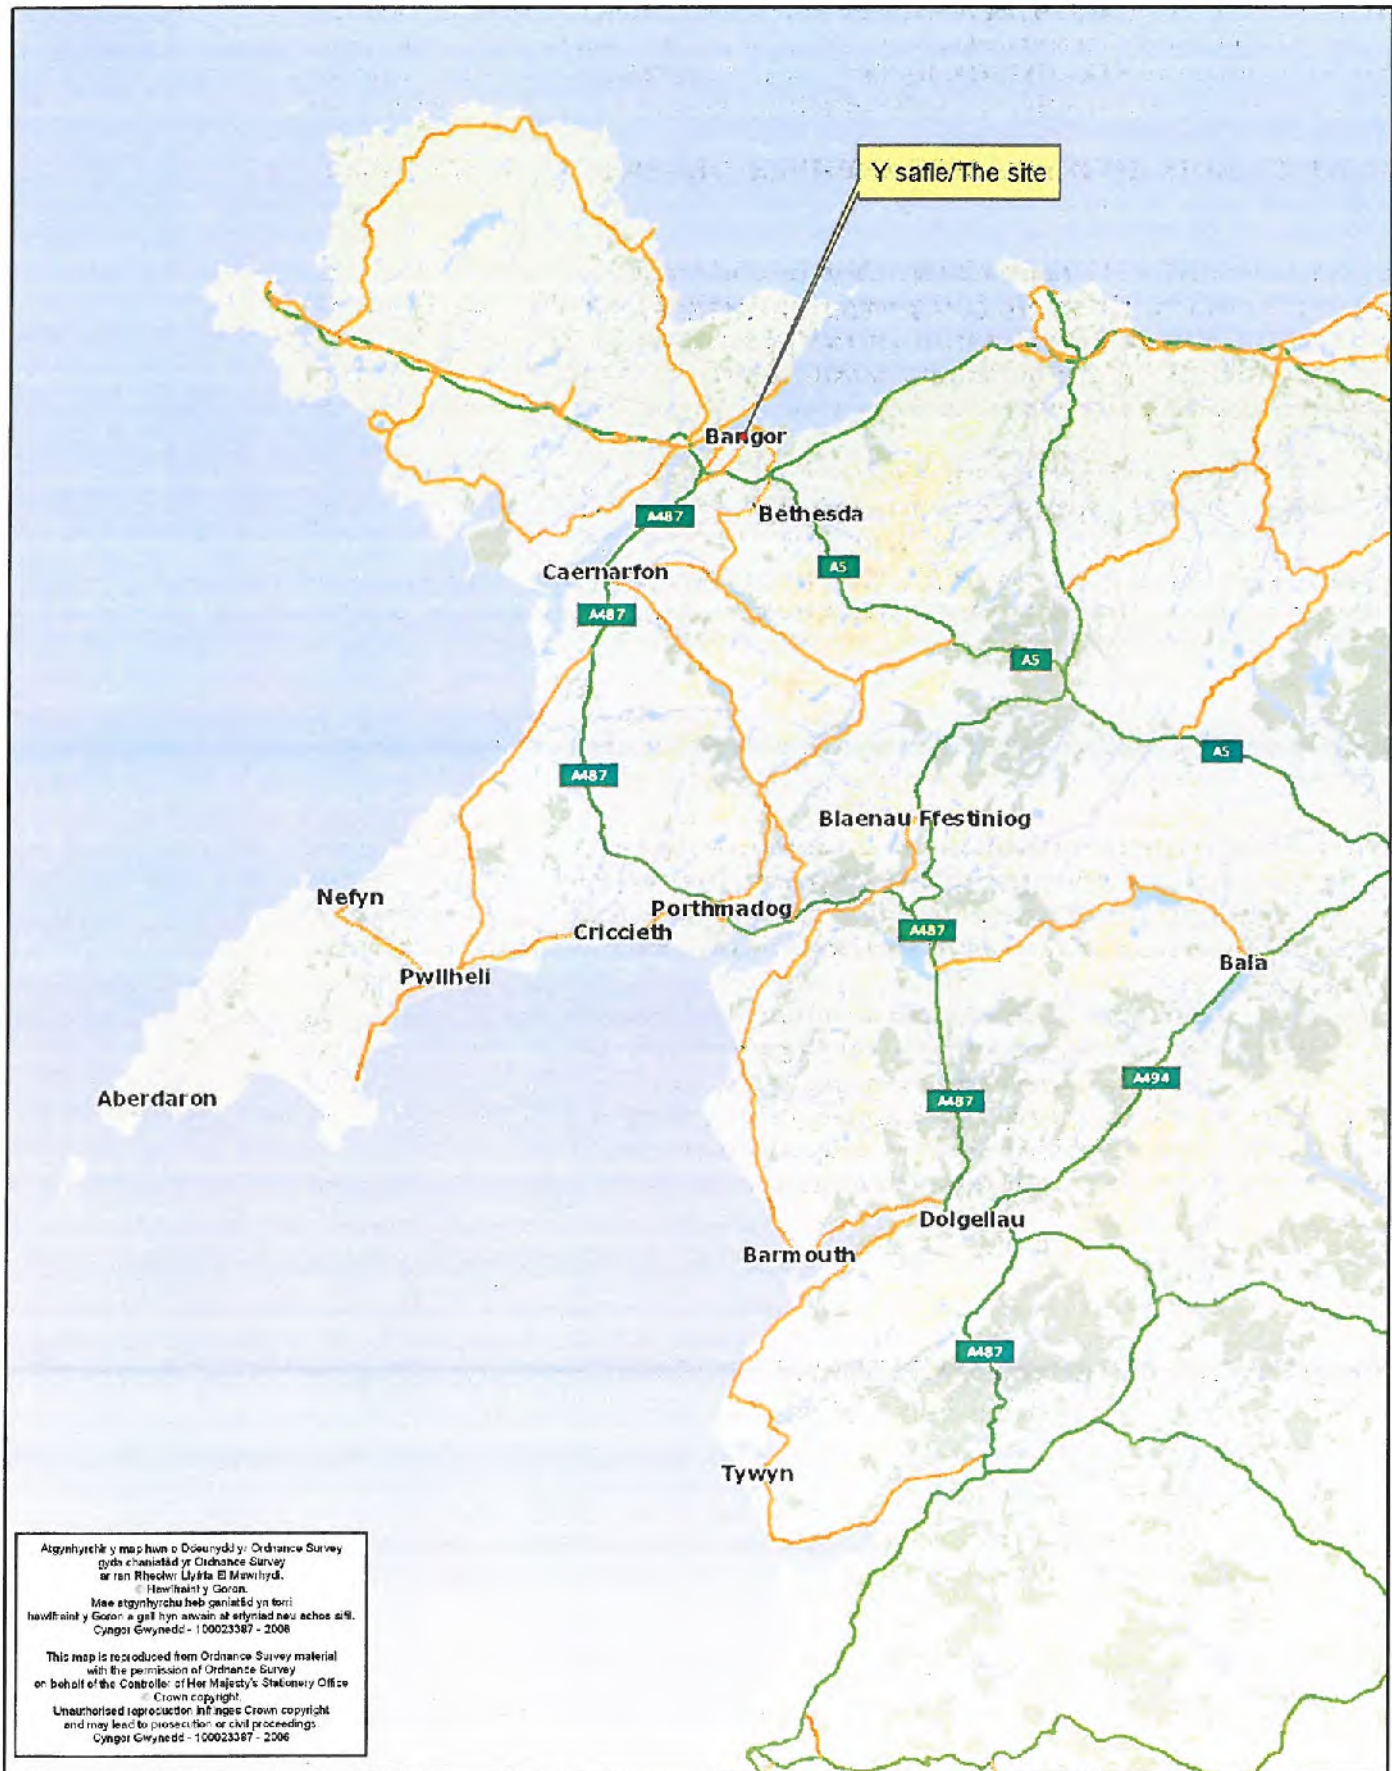 Y safle/The site
Bangor
A487
Bethesda
Caernarfon
A5
A487
A5
A487
A5
Blaenau Ffestiniog
Nefyn
Porthmadog
Criccieth
A487
Pwllheli
Bala
Aberdaron
A494
A487
Dolgellau
Barmouth
A487
Tywyn
Atgynhyrchir y map hwn o Ddeunydd yr Ordnance Survey
gyda chaniatâd yr Ordnance Survey
ar ran Rheolwr Llyfrfa Ei Mawrhydi.
© Hawlfraint y Goron.
Mae atgynhyrchu heb ganiatâd yn torri
hawlfraint y Goron a gall hyn arwain at erlyniad neu achos sifil.
Cyngor Gwynedd - 100023387 - 2006
This map is reproduced from Ordnance Survey material
with the permission of Ordnance Survey
on behalf of the Controller of Her Majesty's Stationery Office
© Crown copyright.
Unauthorised reproduction infringes Crown copyright
and may lead to prosecution or civil proceedings.
Cyngor Gwynedd - 100023387 - 2006